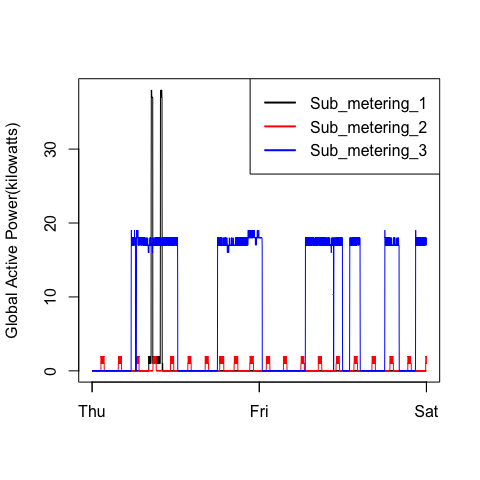 Sub_metering_1
Sub_metering_2
Sub_metering_3
Global Active Power(kilowatts)
30
20
10
0
Thu Fri Sat